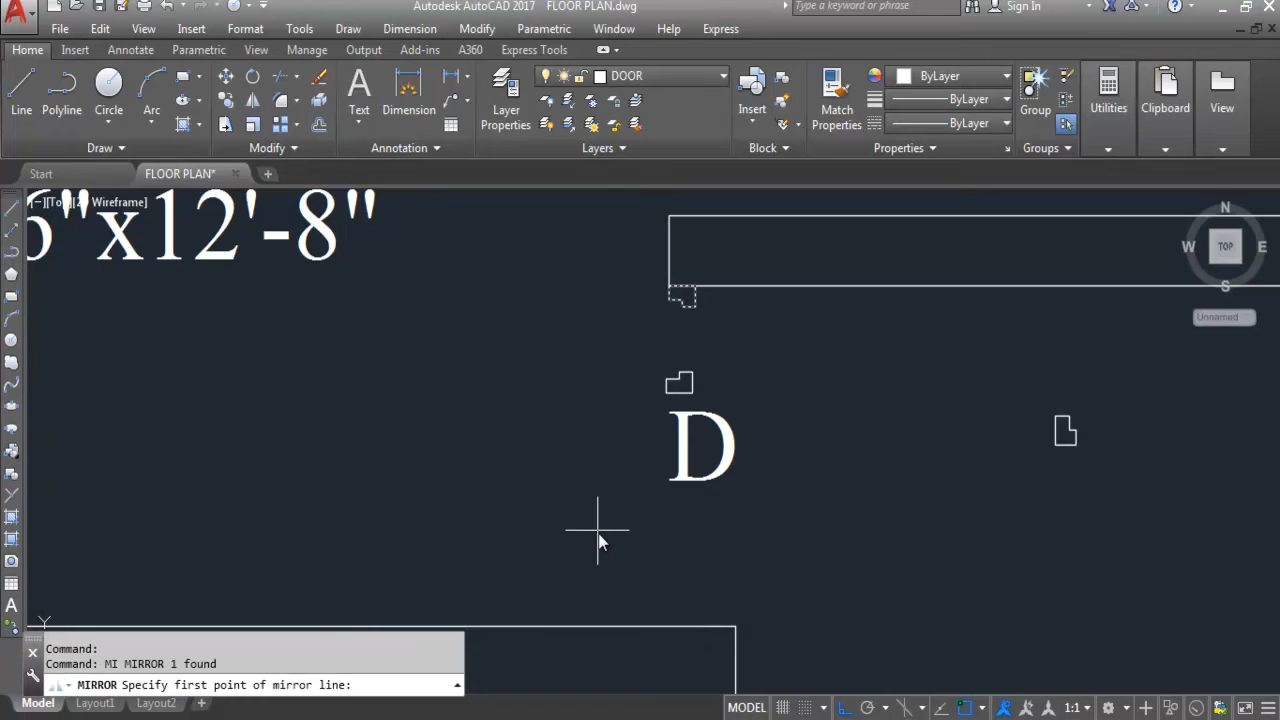 Autodesk AutoCAD 2017 FLOOR PLAN.dwg
Type a keyword or phrase
Sign In
File Edit View Insert Format Tools Draw Dimension Modify Parametric Window Help Express
Home Insert Annotate Parametric View Manage Output Add-ins A360 Express Tools
DOOR
ByLayer
Line Polyline Circle Arc
Text Dimension
Layer Properties
Insert
Match Properties
ByLayer
ByLayer
Group
Utilities
Clipboard
View
Draw Modify Annotation Layers Block Properties Groups
Start FLOOR PLAN*
[−][Top][2D Wireframe]
6"x12'-8"
N
W TOP E
S
Unnamed
D
Y
Command:
Command: MI MIRROR 1 found
MIRROR Specify first point of mirror line:
Model Layout1 Layout2 +
MODEL
1:1